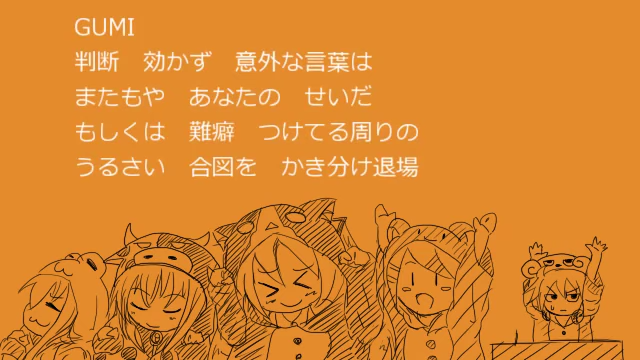 GUMI
判断　効かず　意外な言葉は
またもや　あなたの　せいだ
もしくは　難癖　つけてる周りの
うるさい　合図を　かき分け退場